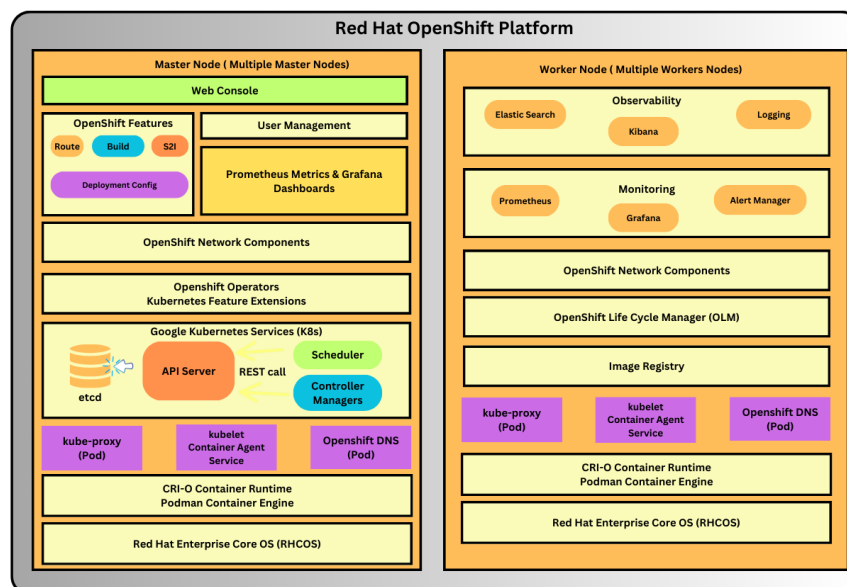 Red Hat OpenShift Platform
Master Node ( Multiple Master Nodes)
Web Console
OpenShift Features
Route
Build
S2I
Deployment Config
User Management
Prometheus Metrics & Grafana
Dashboards
OpenShift Network Components
Openshift Operators
Kubernetes Feature Extensions
Google Kubernetes Services (K8s)
etcd
API Server
REST call
Scheduler
Controller
Managers
kube-proxy
(Pod)
kubelet
Container Agent
Service
Openshift DNS
(Pod)
CRI-O Container Runtime
Podman Container Engine
Red Hat Enterprise Core OS (RHCOS)
Worker Node ( Multiple Workers Nodes)
Observability
Elastic Search
Kibana
Logging
Monitoring
Prometheus
Grafana
Alert Manager
OpenShift Network Components
OpenShift Life Cycle Manager (OLM)
Image Registry
kube-proxy
(Pod)
kubelet
Container Agent
Service
Openshift DNS
(Pod)
CRI-O Container Runtime
Podman Container Engine
Red Hat Enterprise Core OS (RHCOS)